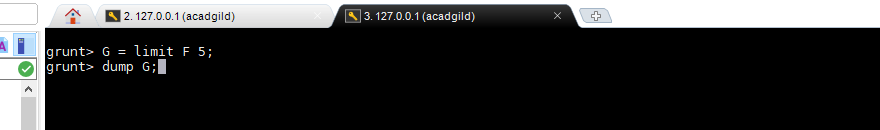 2. 127.0.0.1 (acadgild)
3. 127.0.0.1 (acadgild)
grunt> G = limit F 5;
grunt> dump G;